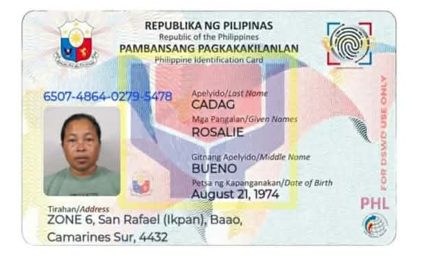 REPUBLIKA NG PILIPINAS
Republic of the Philippines
PAMBANSANG PAGKAKAKILANLAN
Philippine Identification Card
6507-4864-0279-5478
Apelyido/Last Name
CADAG
Mga Pangalan/Given Names
ROSALIE
Gitnang Apelyido/Middle Name
BUENO
Petsa ng Kapanganakan/Date of Birth
August 21, 1974
Tirahan/Address
ZONE 6, San Rafael (Ikpan), Baao,
Camarines Sur, 4432
FOR DSWD USE ONLY
PHL